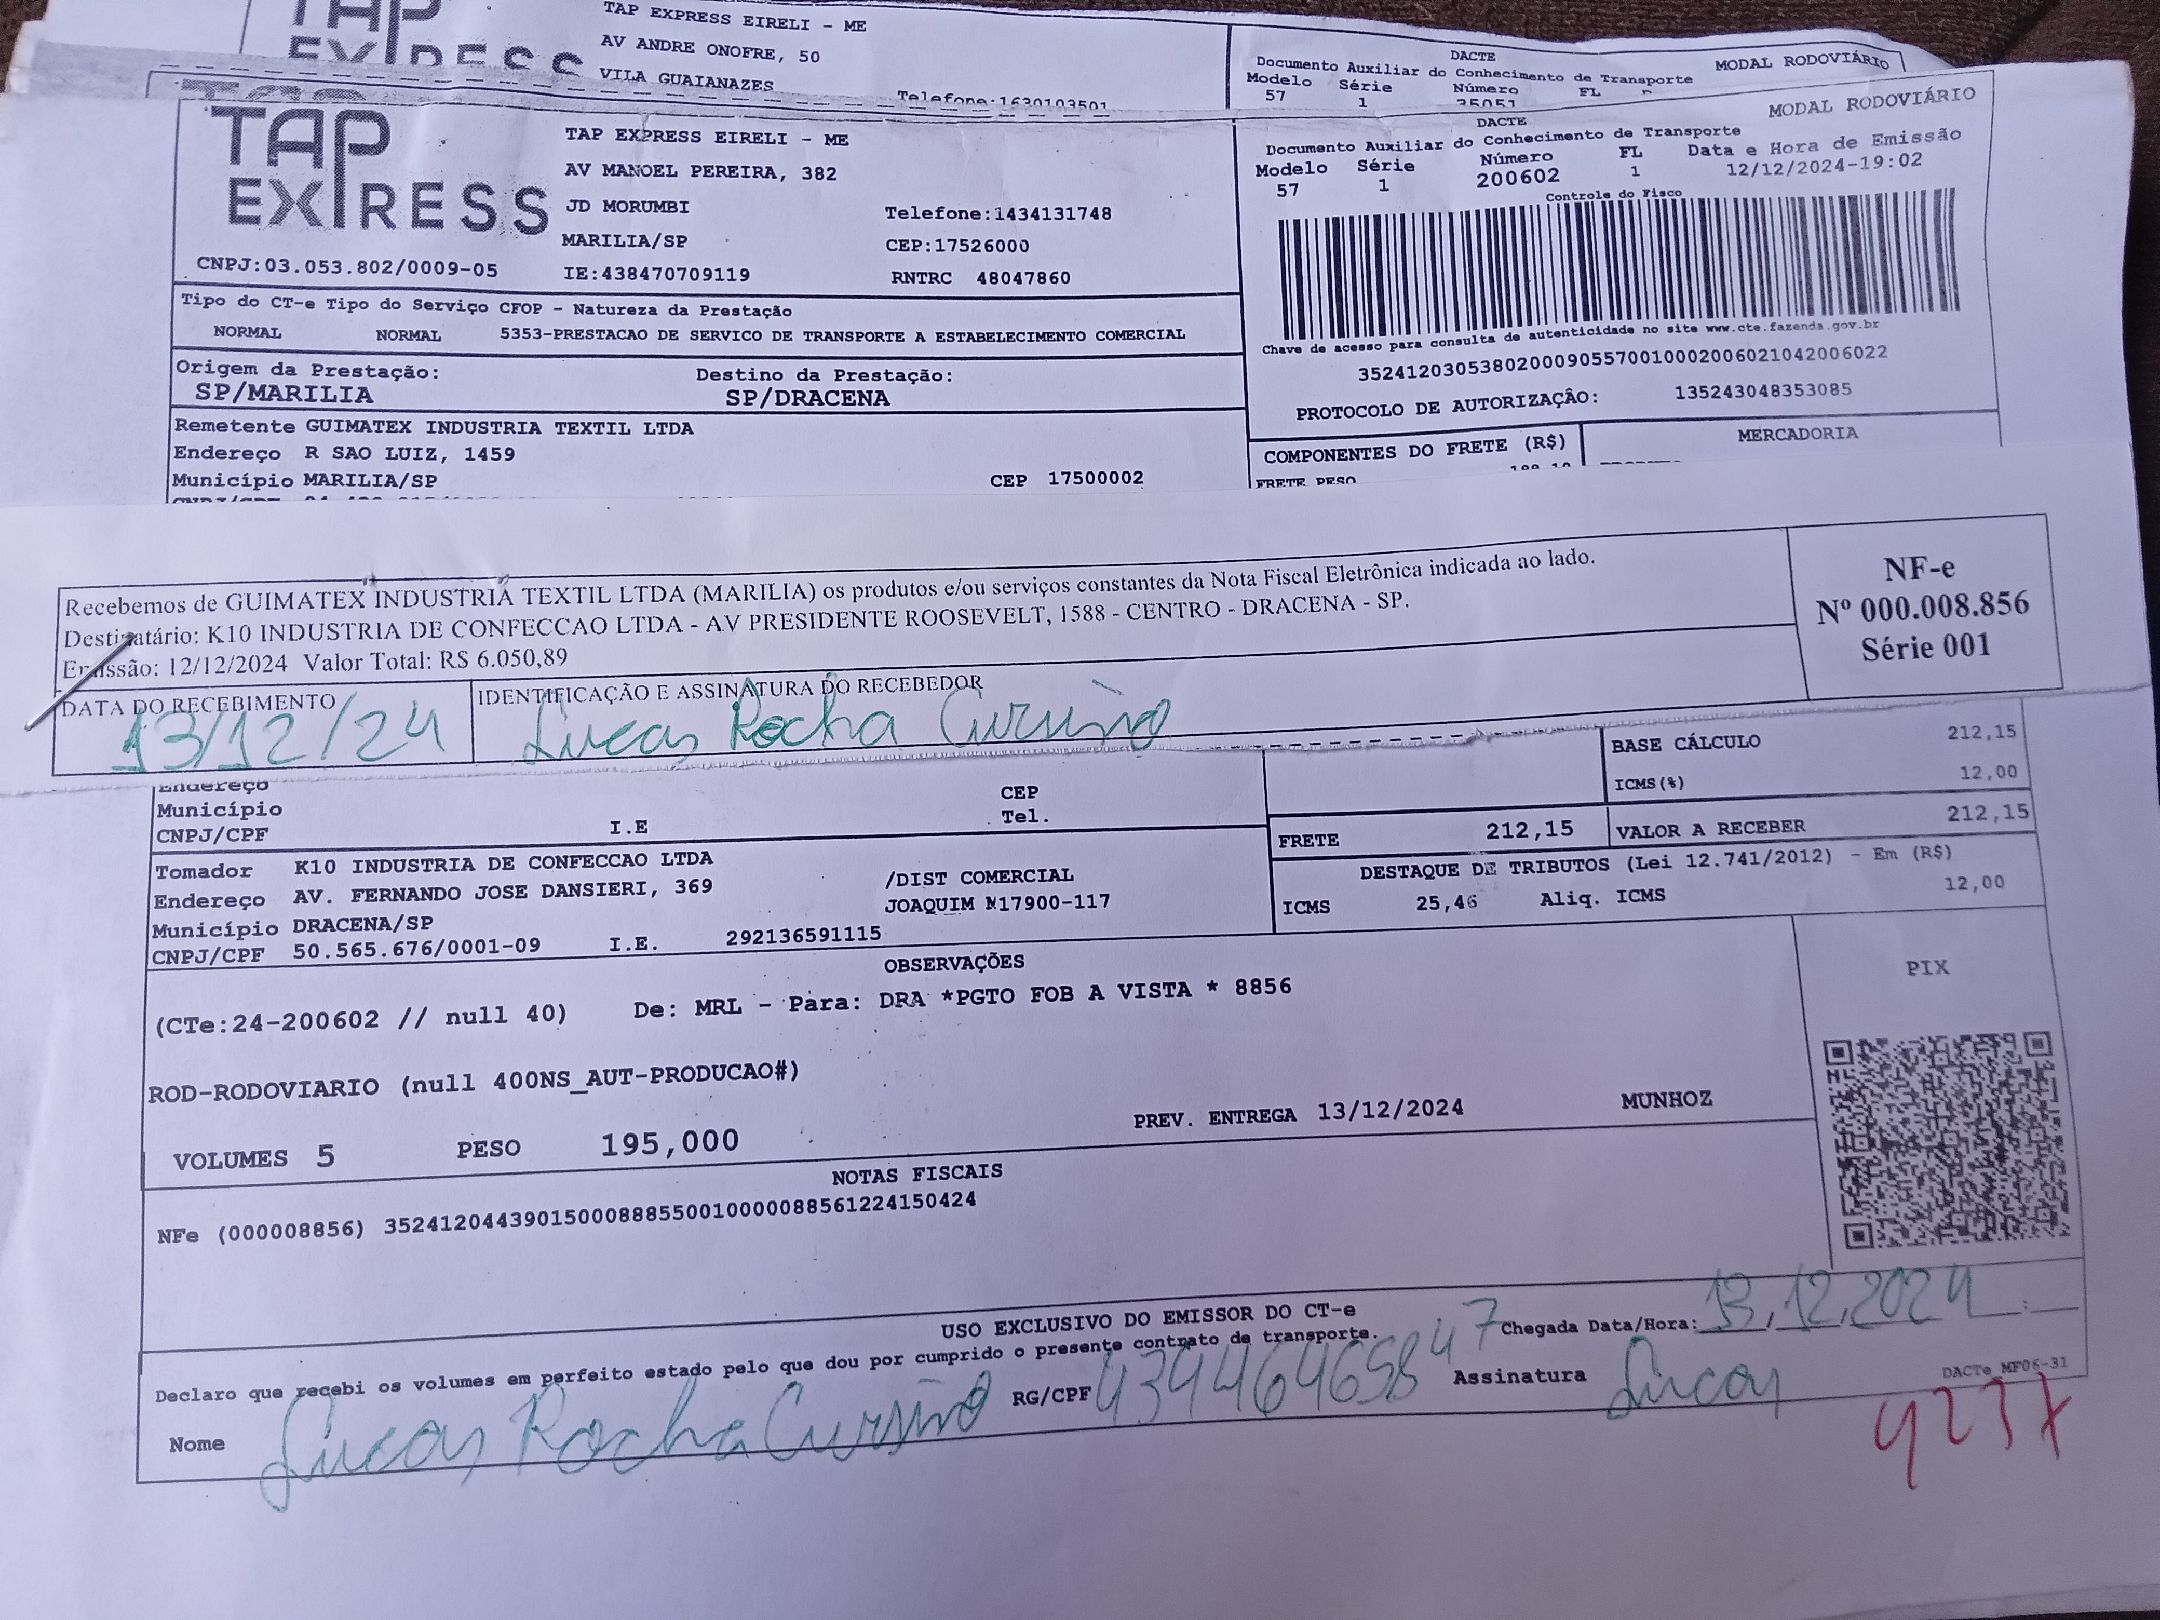 TAP EXPRESS EIRELI - ME
AV ANDRE ONOFRE, 50
VILA GUAIANAZES
Telefone:1630103501
DACTE
Documento Auxiliar do Conhecimento de Transporte
MODAL RODOVIÁRIO
Modelo Série Número FL
57 1 25051
TAP EXPRESS
CNPJ:03.053.802/0009-05
TAP EXPRESS EIRELI - ME
AV MANOEL PEREIRA, 382
JD MORUMBI
Telefone:1434131748
MARILIA/SP
CEP:17526000
IE:438470709119
RNTRC 48047860
MODAL RODOVIÁRIO
DACTE
Documento Auxiliar do Conhecimento de Transporte
Modelo Série Número FL Data e Hora de Emissão
57 1 200602 1 12/12/2024-19:02
Controle do Fisco
Chave de acesso para consulta de autenticidade no site www.cte.fazenda.gov.br
35241203053802000905570010002006021042006022
PROTOCOLO DE AUTORIZAÇÂO: 135243048353085
Tipo do CT-e Tipo do Serviço CFOP - Natureza da Prestação
NORMAL NORMAL 5353-PRESTACAO DE SERVICO DE TRANSPORTE A ESTABELECIMENTO COMERCIAL
Origem da Prestação: Destino da Prestação:
SP/MARILIA SP/DRACENA
Remetente GUIMATEX INDUSTRIA TEXTIL LTDA
Endereço R SAO LUIZ, 1459
Município MARILIA/SP CEP 17500002
COMPONENTES DO FRETE (R$) MERCADORIA
FRETE PESO
Recebemos de GUIMATEX INDUSTRIA TEXTIL LTDA (MARILIA) os produtos e/ou serviços constantes da Nota Fiscal Eletrônica indicada ao lado.
Destinatário: K10 INDUSTRIA DE CONFECCAO LTDA - AV PRESIDENTE ROOSEVELT, 1588 - CENTRO - DRACENA - SP.
Emissão: 12/12/2024 Valor Total: R$ 6.050,89
DATA DO RECEBIMENTO
13/12/24
IDENTIFICAÇÃO E ASSINATURA DO RECEBEDOR
Lucas Rocha Cursino
NF-e
Nº 000.008.856
Série 001
Endereço
Município CEP
CNPJ/CPF I.E Tel.
BASE CÁLCULO 212,15
ICMS(%) 12,00
FRETE 212,15 VALOR A RECEBER 212,15
DESTAQUE DE TRIBUTOS (Lei 12.741/2012) - Em (R$)
ICMS 25,46 Aliq. ICMS 12,00
Tomador K10 INDUSTRIA DE CONFECCAO LTDA
Endereço AV. FERNANDO JOSE DANSIERI, 369 /DIST COMERCIAL
JOAQUIM N17900-117
Município DRACENA/SP
CNPJ/CPF 50.565.676/0001-09 I.E. 292136591115
OBSERVAÇÕES
(CTe:24-200602 // null 40) De: MRL - Para: DRA *PGTO FOB A VISTA * 8856
PIX
ROD-RODOVIARIO (null 400NS_AUT-PRODUCAO#)
PREV. ENTREGA 13/12/2024 MUNHOZ
VOLUMES 5 PESO 195,000
NOTAS FISCAIS
NFe (000008856) 35241204439015000888550010000088561224150424
USO EXCLUSIVO DO EMISSOR DO CT-e
Declaro que recebi os volumes em perfeito estado pelo que dou por cumprido o presente contrato de transporte.
Chegada Data/Hora: 13,12,2024 :
Nome Lucas Rocha Cursino RG/CPF 43446465847 Assinatura Lucas
DACTe MF06-31
4237